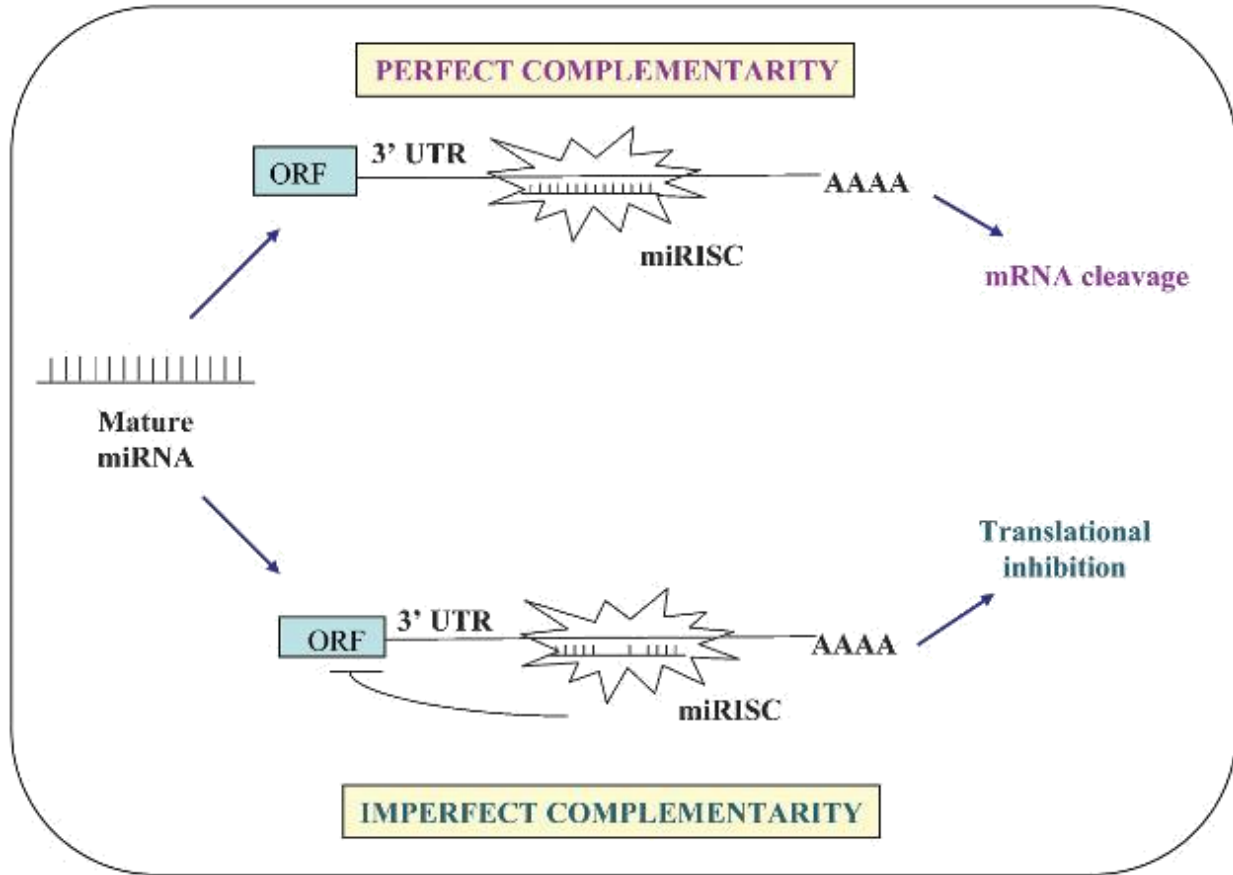 PERFECT COMPLEMENTARITY
3’ UTR
ORF
AAAA
miRISC
mRNA cleavage
Mature
miRNA
Translational
inhibition
3’ UTR
ORF
AAAA
miRISC
IMPERFECT COMPLEMENTARITY